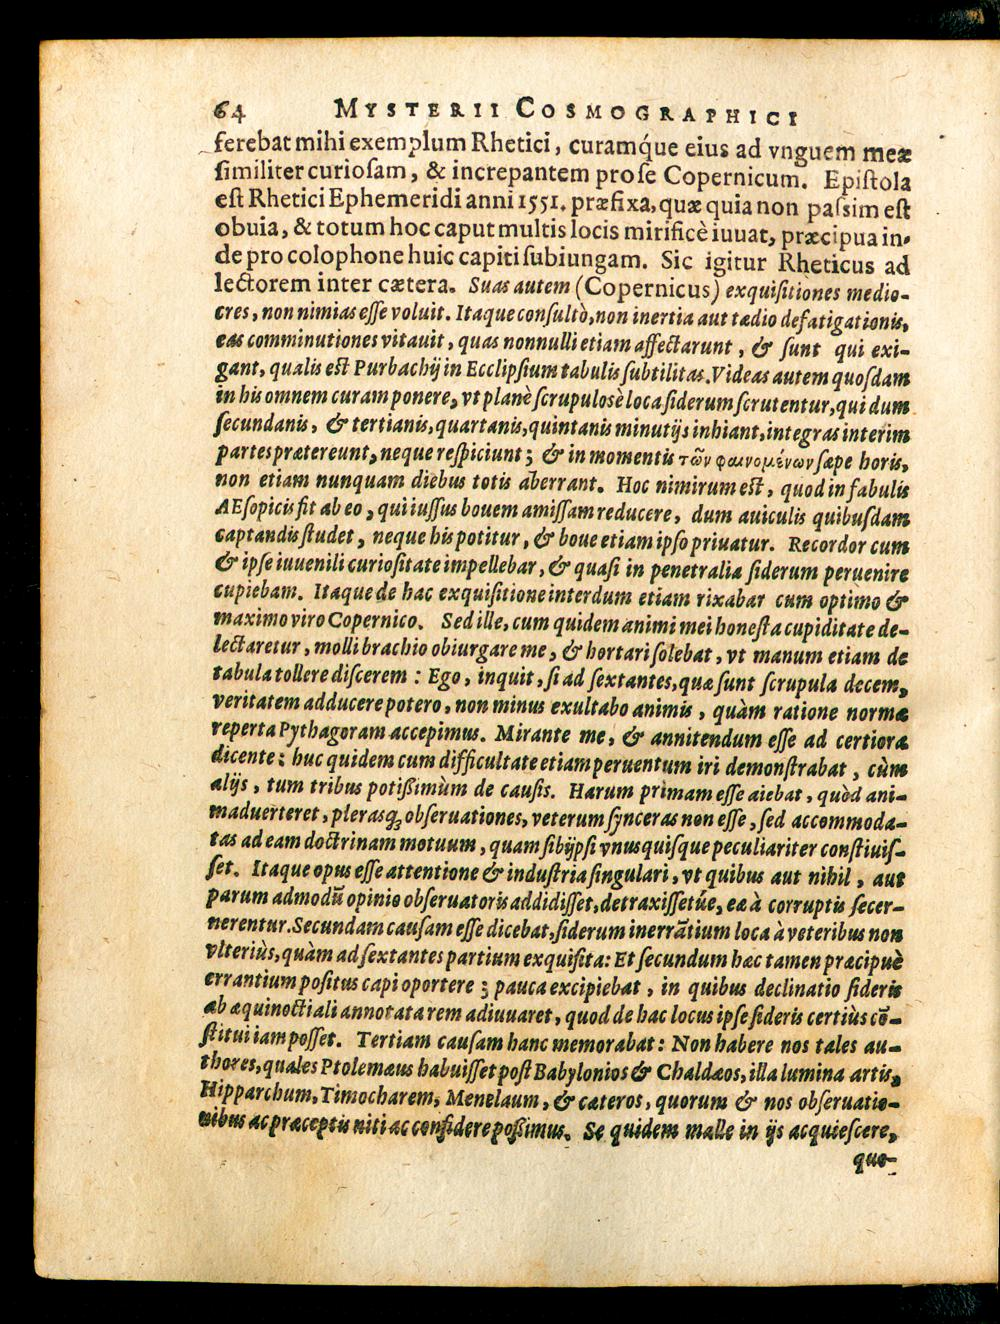 64 MYSTERII COSMOGRAPHICI
ferebat mihi exemplum Rhetici, curamq́ue eius ad vnguem meæ
ſimiliter curioſam, & increpantem pro ſe Copernicum. Epiſtola
eſt Rhetici Ephemeridi anni 1551. præfixa, quæ quia non paſsim eſt
obuia, & totum hoc caput multis locis mirificè iuuat, præcipua in-
de pro colophone huic capiti ſubiungam. Sic igitur Rheticus ad
lectorem inter cætera. Suas autem (Copernicus) exquiſitiones medio-
cres, non nimias eſſe voluit. Itaque conſultò, non inertia aut tædio defatigationis,
eas comminutiones vitauit, quas nonnulli etiam affectarunt, & ſunt qui exi-
gant, qualis eſt Purbachij in Ecclipſium tabulis ſubtilitas. Videas autem quoſdam
in his omnem curam ponere, vt planè ſcrupulosè loca ſiderum ſcrutentur, qui dum
ſecundanis, & tertianis, quartanis, quintanis minutijs inhiant, integras interim
partes prætereunt, neque reſpiciunt; & in momentis τῶν φαινομένων ſæpe horis,
non etiam nunquam diebus totis aberrant. Hoc nimirum eſt, quod in fabulis
AEſopicis fit ab eo, qui iuſſus bouem amiſſam reducere, dum auiculis quibuſdam
captandis ſtudet, neque his potitur, & boue etiam ipſo priuatur. Recordor cum
& ipſe iuuenili curioſitate impellebar, & quaſi in penetralia ſiderum peruenire
cupiebam. Itaque de hac exquiſitione interdum etiam rixabar cum optimo &
maximo viro Copernico. Sed ille, cum quidem animi mei honeſta cupiditate de-
lectaretur, molli brachio obiurgare me, & hortari ſolebat, vt manum etiam de
tabula tollere diſcerem : Ego, inquit, ſi ad ſextantes, quæ ſunt ſcrupula decem,
veritatem adducere potero, non minus exultabo animis, quàm ratione normæ
reperta Pythagoram accepimus. Mirante me, & annitendum eſſe ad certiora
dicente : huc quidem cum difficultate etiam peruentum iri demonſtrabat, cùm
alijs, tum tribus potißimùm de cauſis. Harum primam eſſe aiebat, quòd ani-
maduerteret, plerasq; obſeruationes, veterum ſynceras non eſſe, ſed accommoda-
tas ad eam doctrinam motuum, quam ſibijpſi vnuſquiſque peculiariter conſtiuiſ-
ſet. Itaque opus eſſe attentione & induſtria ſingulari, vt quibus aut nihil, aut
parum admodũ opinio obſeruatoris addidiſſet, detraxiſſetúe, ea à corruptis ſecer-
nerentur. Secundam cauſam eſſe dicebat, ſiderum inerrãtium loca à veteribus non
vlteriùs, quàm ad ſextantes partium exquiſita: Et ſecundum hæc tamen præcipuè
errantium poſitus capi oportere ; pauca excipiebat, in quibus declinatio ſideris
ab æquinoctiali annotata rem adiuuaret, quod de hac locus ipſe ſideris certiùs cõ-
ſtitui iam poſſet. Tertiam cauſam hanc memorabat : Non habere nos tales au-
thores, quales Ptolemæus habuiſſet poſt Babylonios & Chaldæos, illa lumina artis,
Hipparchum, Timocharem, Menelaum, & cæteros, quorum & nos obſeruatio-
nibus ac præceptis niti ac confidere poßimus. Se quidem malle in ijs acquieſcere,
quo-